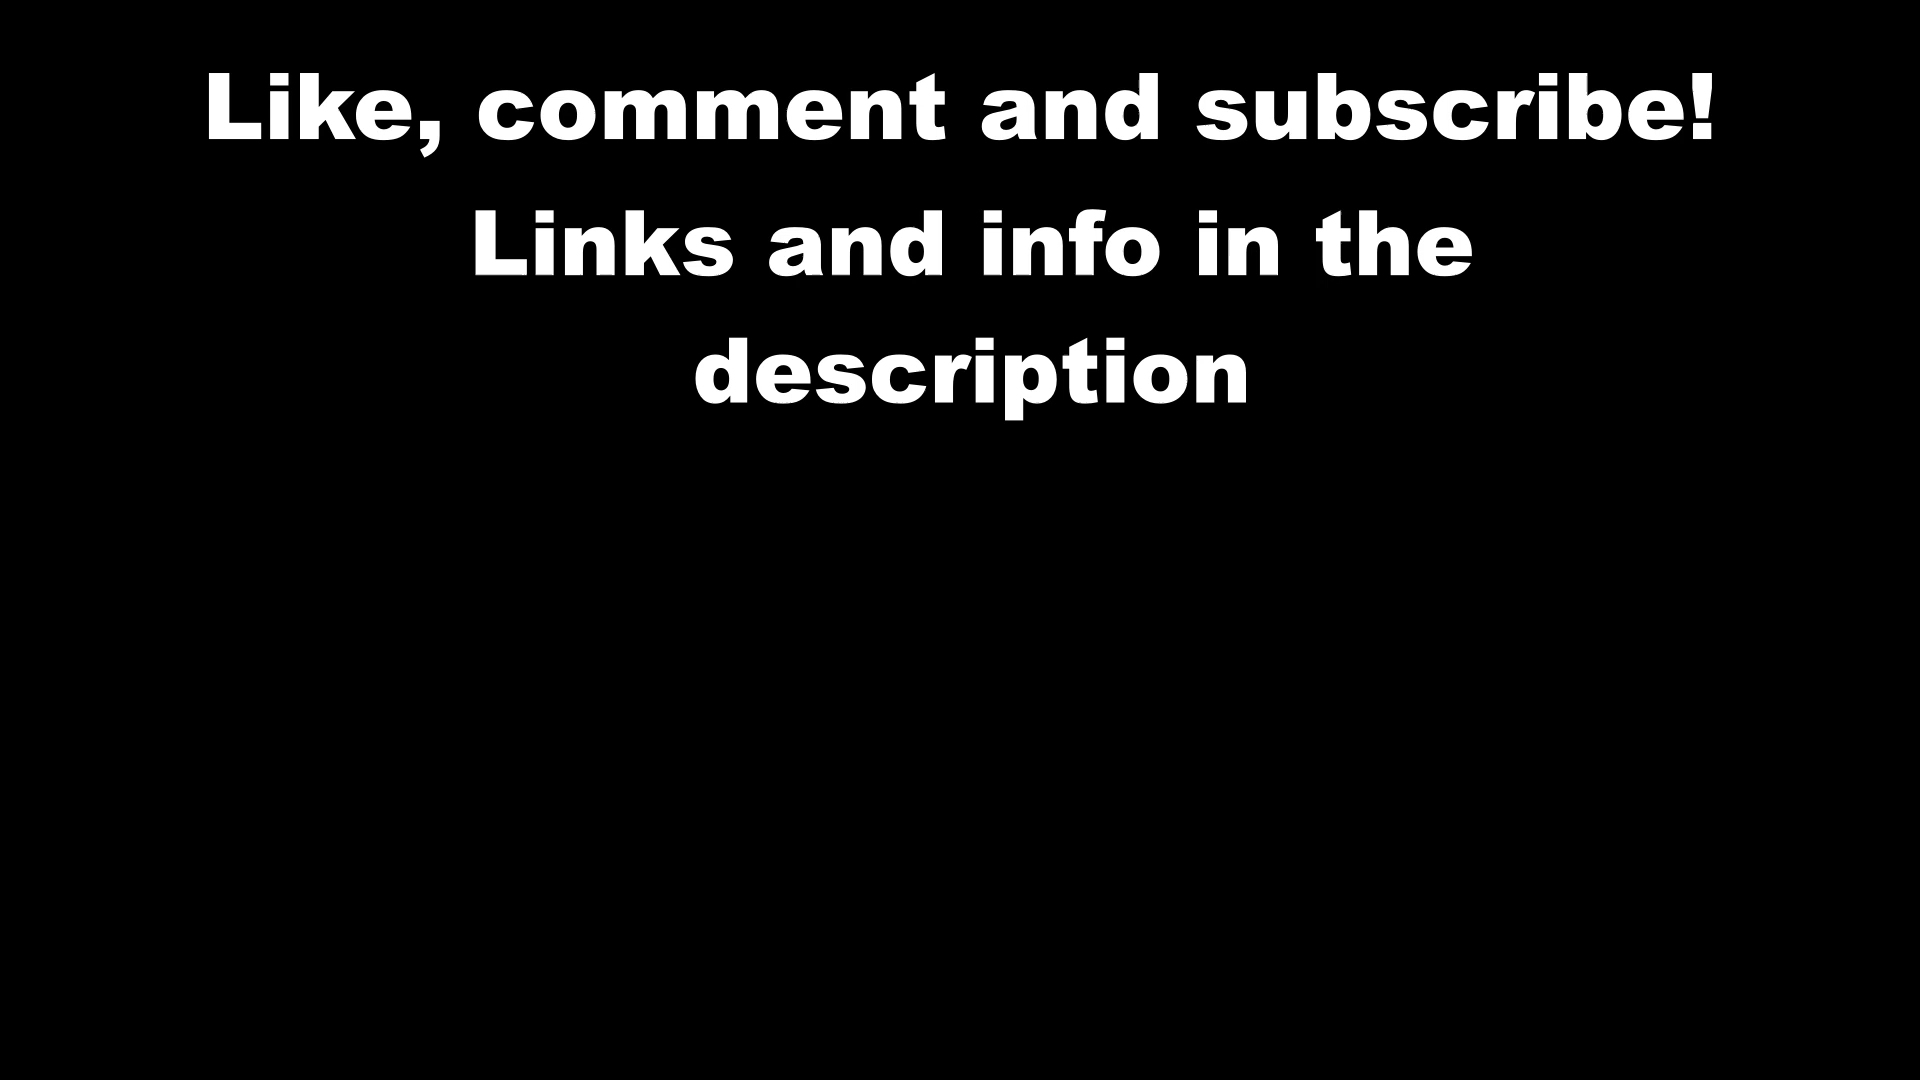 Like, comment and subscribe!
Links and info in the
description